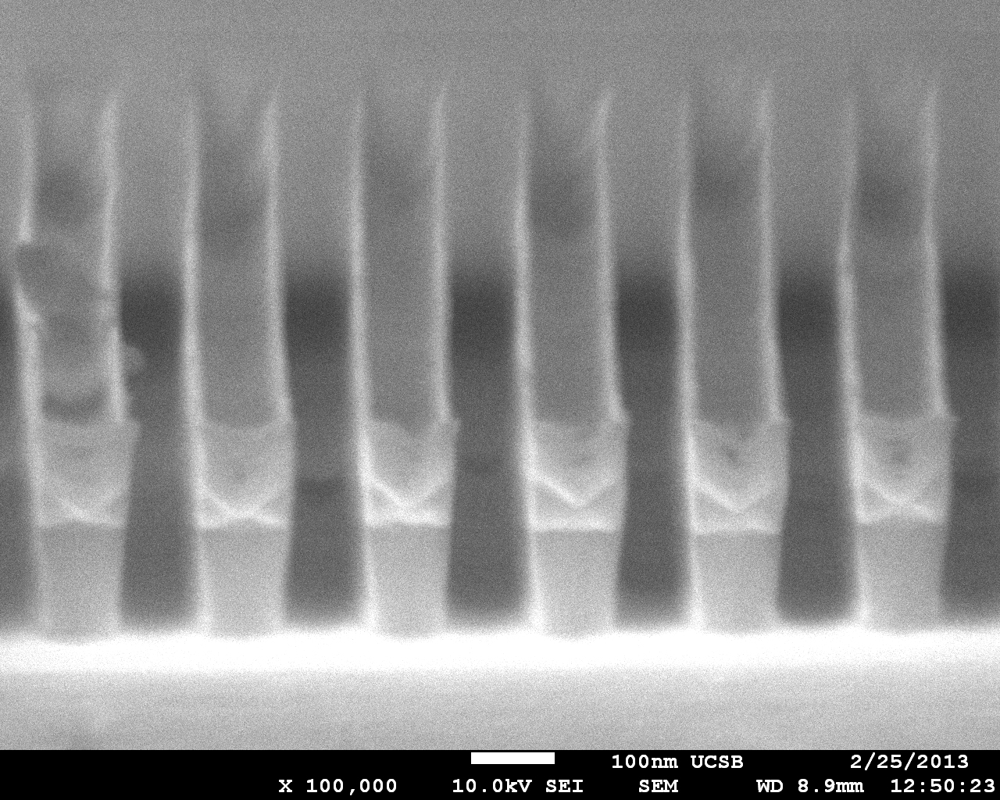 100nm UCSB 2/25/2013
X 100,000 10.0kV SEI SEM WD 8.9mm 12:50:23